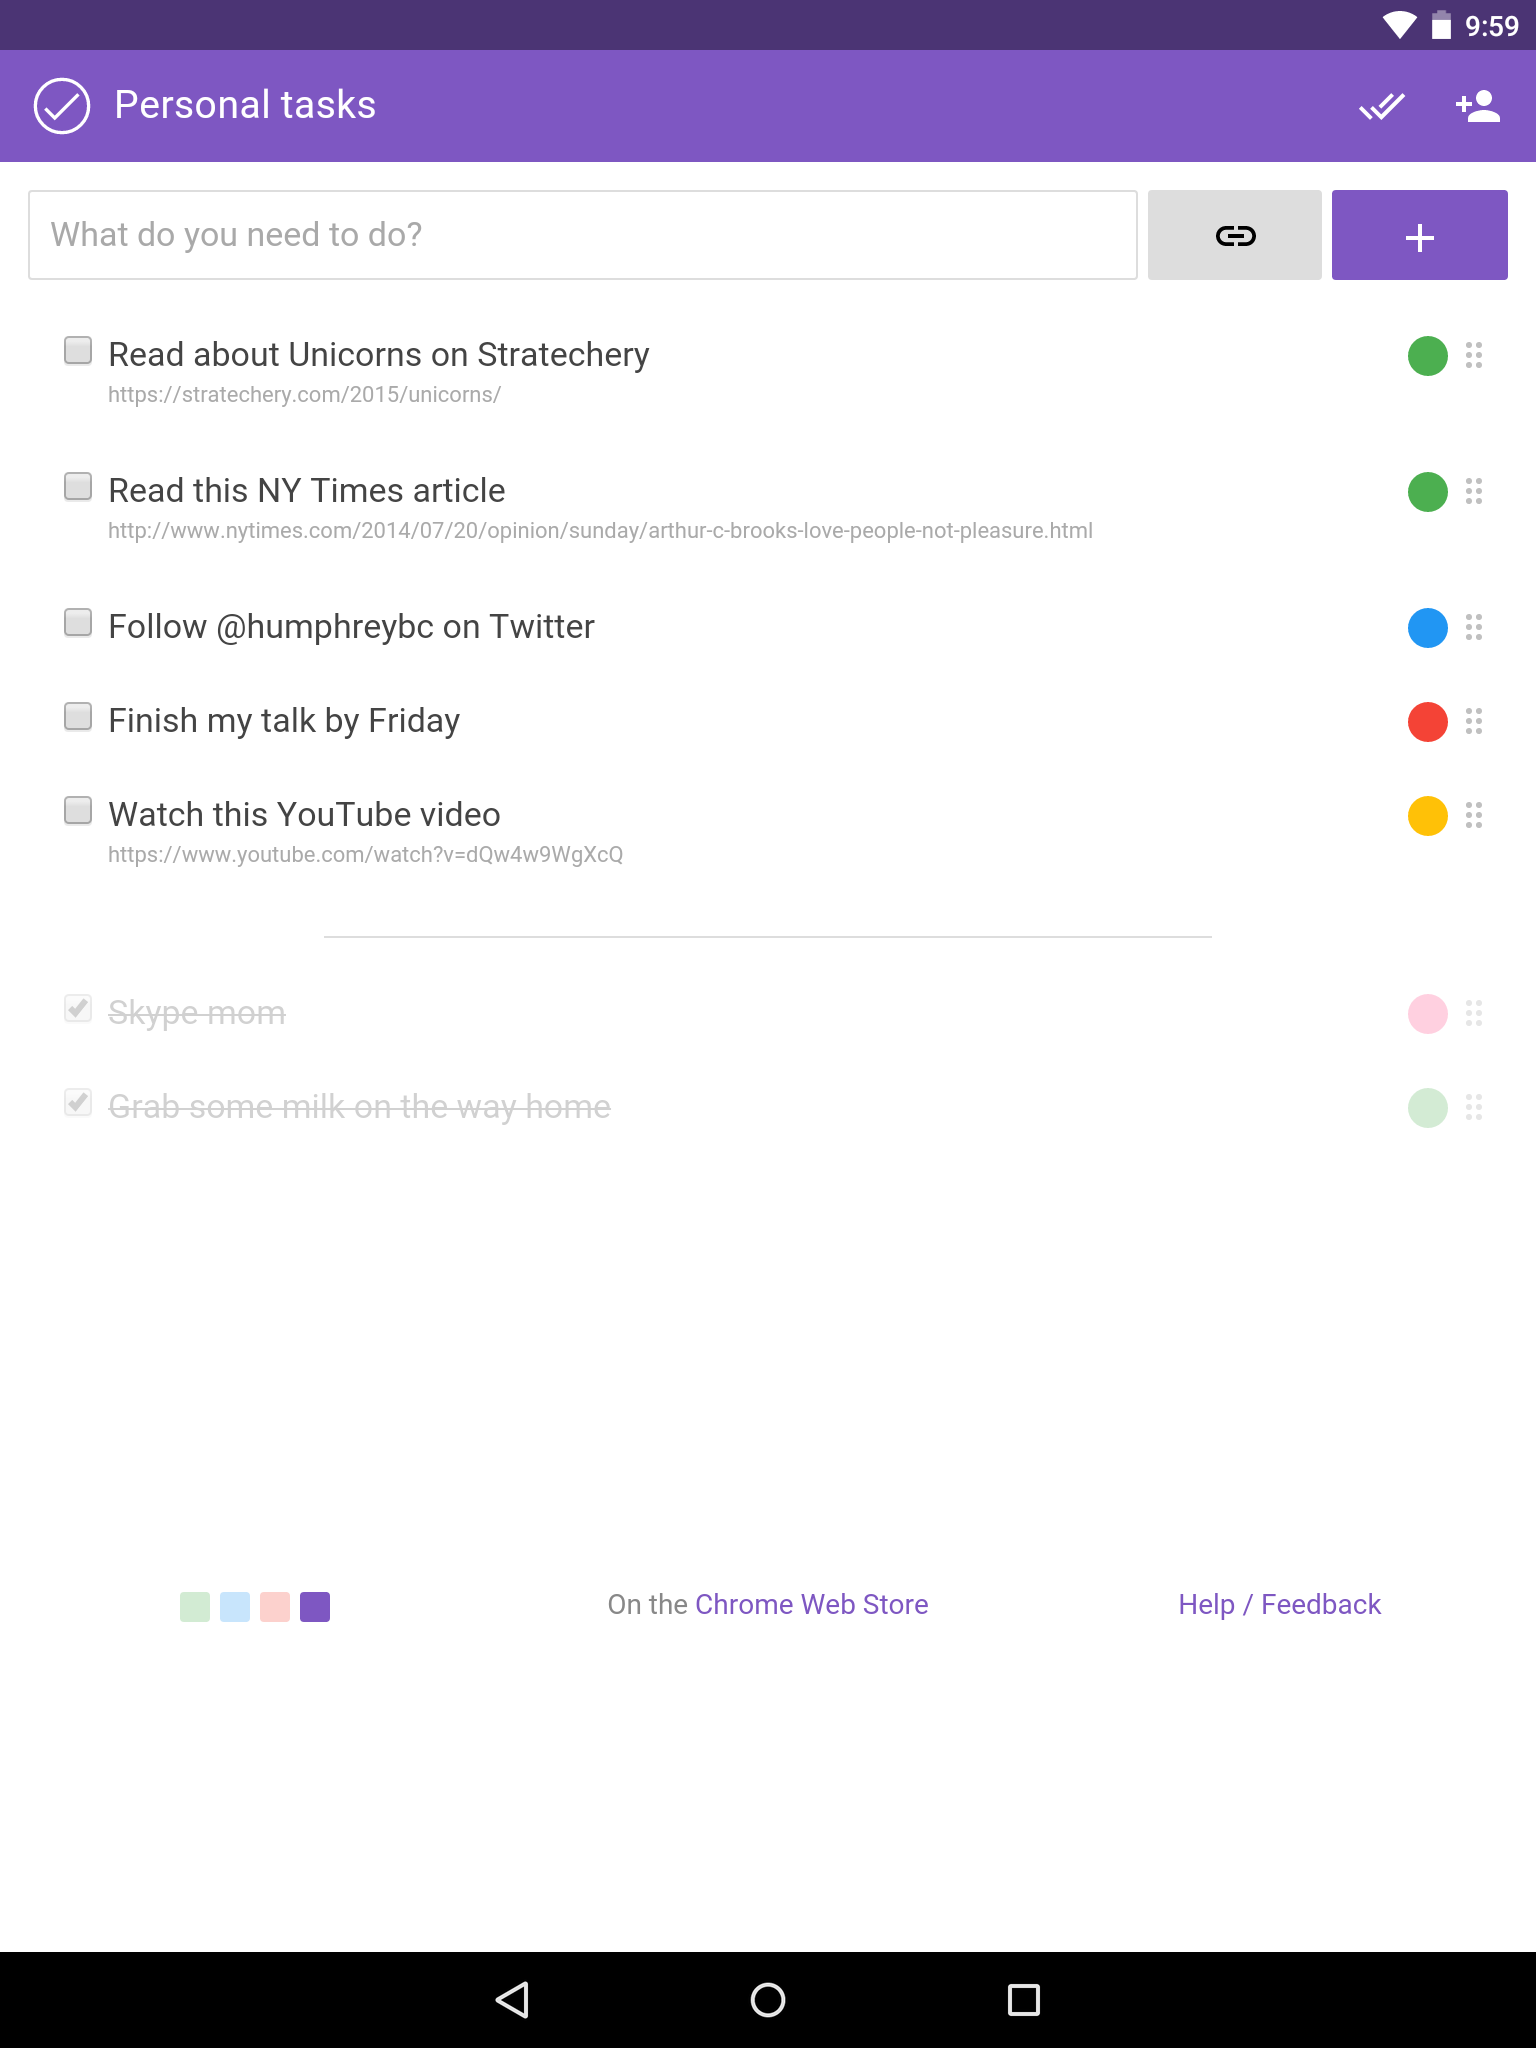 9:59
Personal tasks
What do you need to do?
Read about Unicorns on Stratechery
https://stratechery.com/2015/unicorns/
Read this NY Times article
http://www.nytimes.com/2014/07/20/opinion/sunday/arthur-c-brooks-love-people-not-pleasure.html
Follow @humphreybc on Twitter
Finish my talk by Friday
Watch this YouTube video
https://www.youtube.com/watch?v=dQw4w9WgXcQ
Skype mom
Grab some milk on the way home
On the Chrome Web Store
Help / Feedback